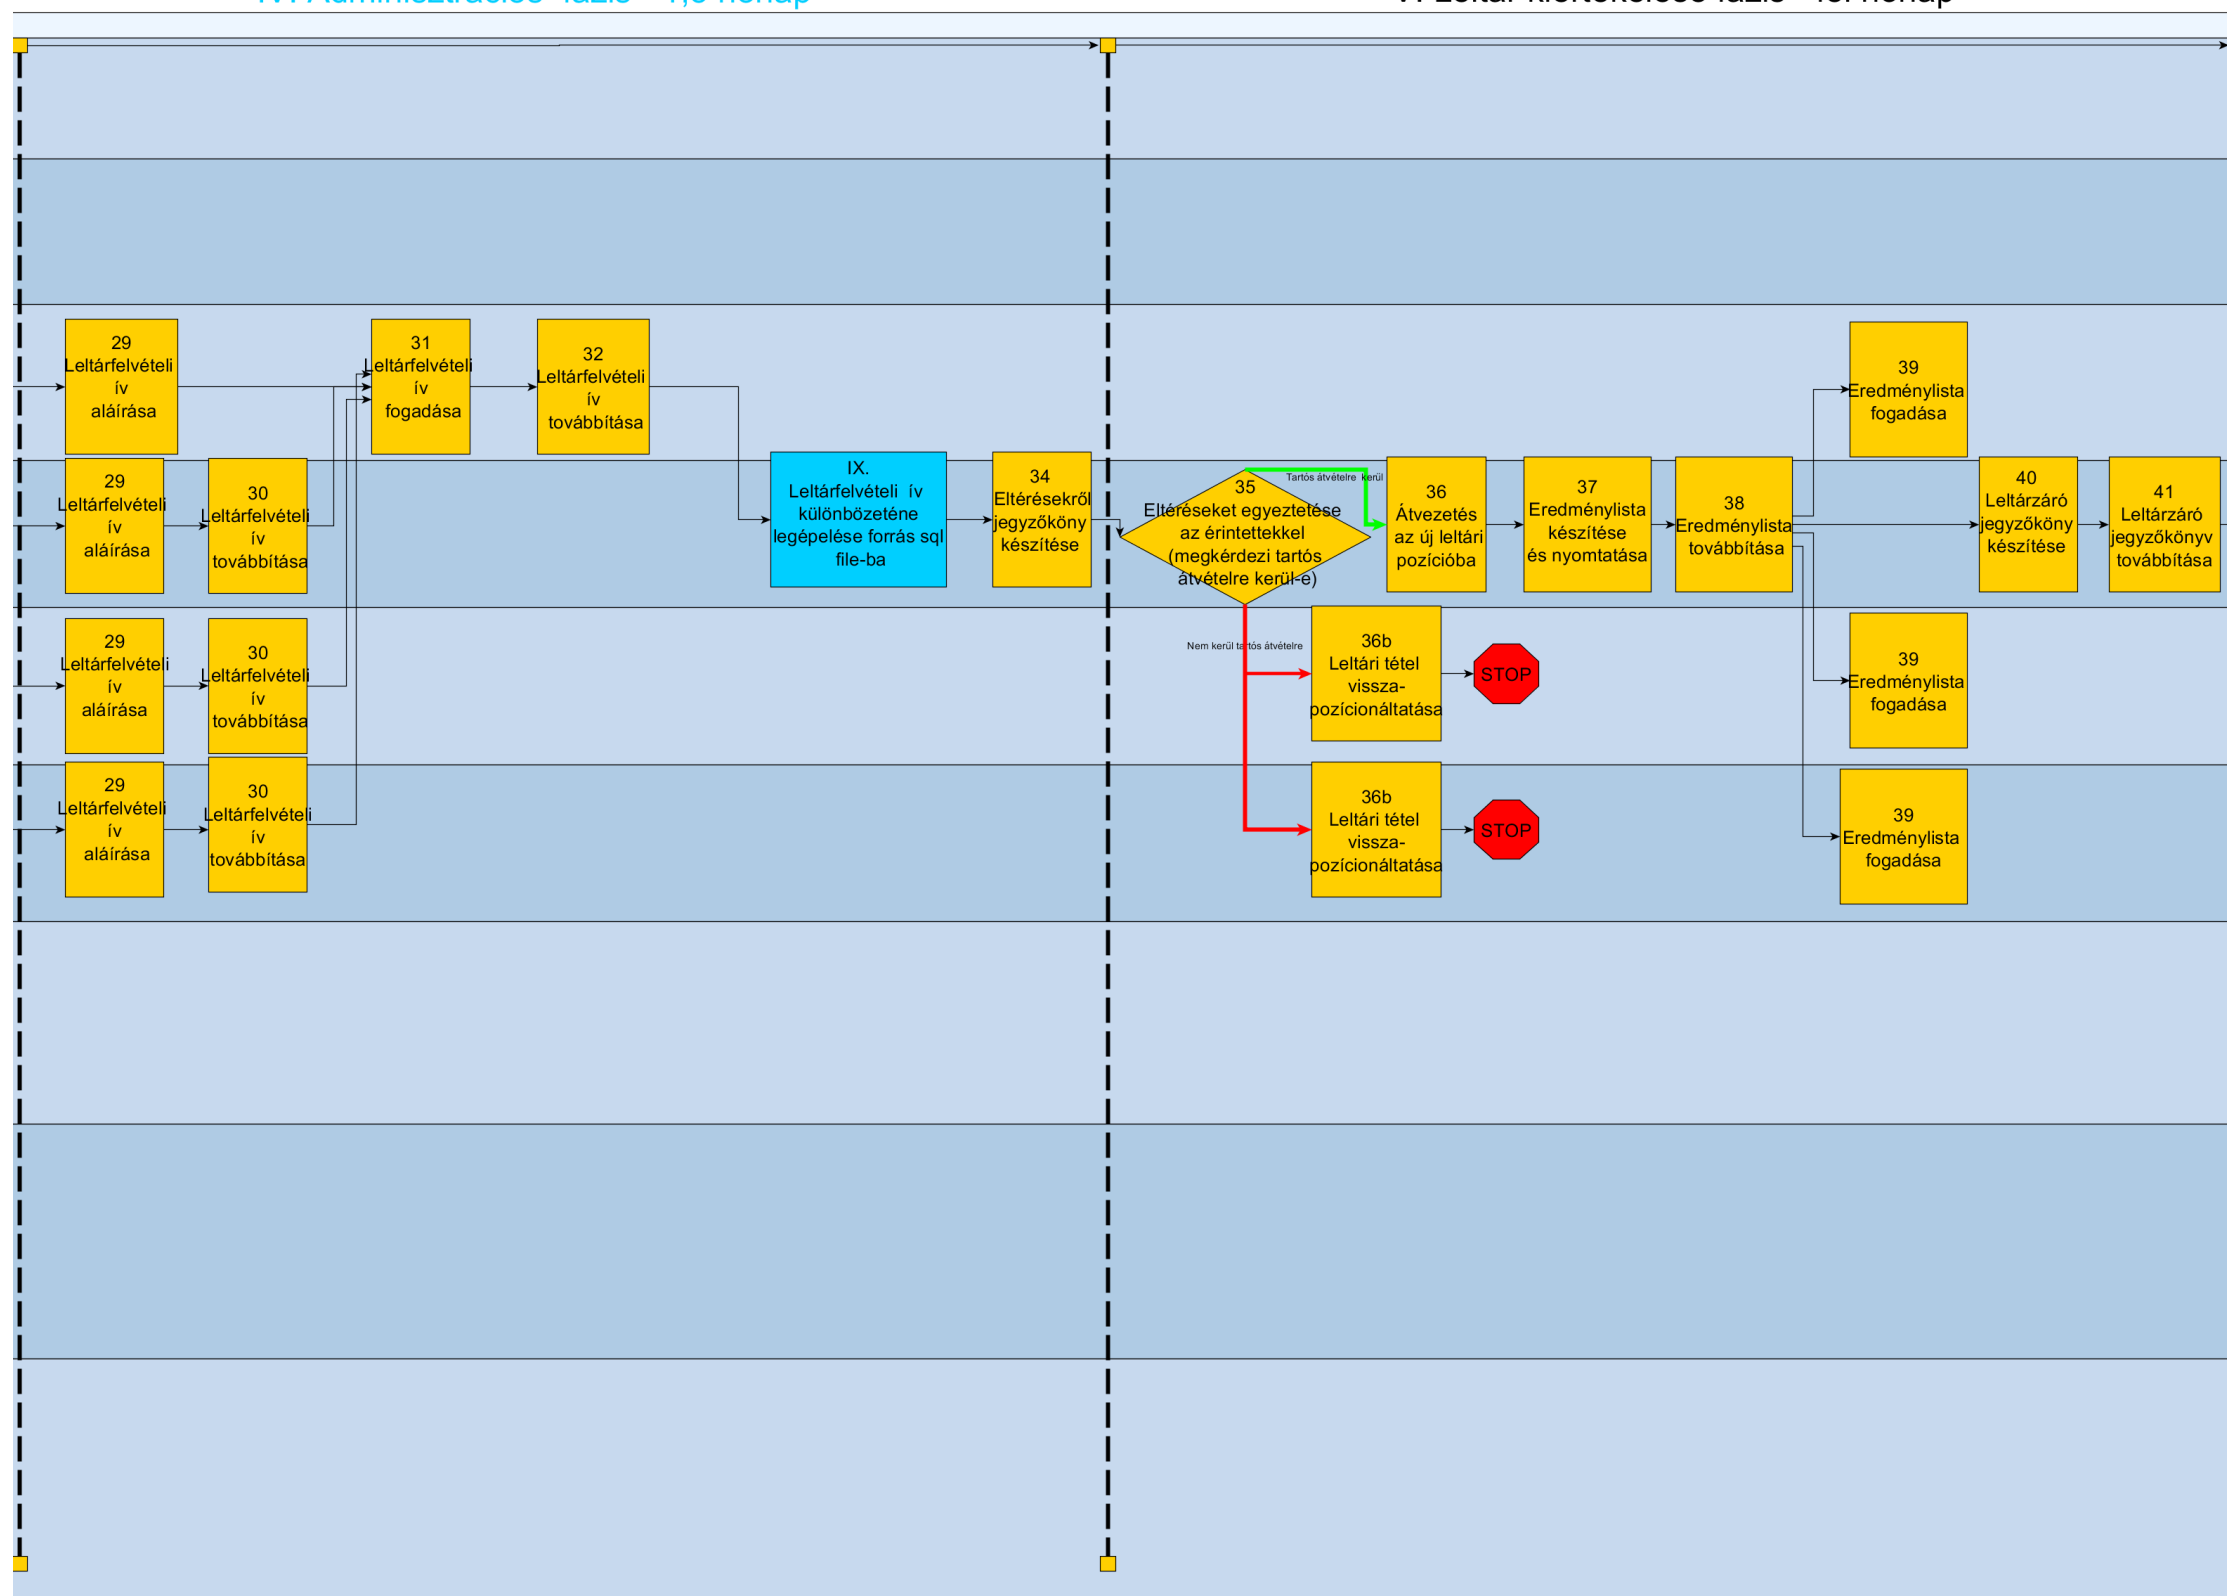 29
Leltárfelvételi
ív
aláírása
31
Leltárfelvételi
ív
fogadása
32
Leltárfelvételi
ív
továbbítása
39
Eredménylista
fogadása
29
Leltárfelvételi
ív
aláírása
30
Leltárfelvételi
ív
továbbítása
IX.
Leltárfelvételi ív
különbözeténe
legépelése forrás sql
file-ba
34
Eltérésekről
jegyzőköny
készítése
35
Eltéréseket egyeztetése
az érintettekkel
(megkérdezi tartós
átvételre kerül-e)
Tartós átvételre kerül
36
Átvezetés
az új leltári
pozícióba
37
Eredménylista
készítése
és nyomtatása
38
Eredménylista
továbbítása
40
Leltárzáró
jegyzőköny
készítése
41
Leltárzáró
jegyzőkönyv
továbbítása
29
Leltárfelvételi
ív
aláírása
30
Leltárfelvételi
ív
továbbítása
Nem kerül tartós átvételre
36b
Leltári tétel
vissza-
pozícionáltatása
STOP
39
Eredménylista
fogadása
29
Leltárfelvételi
ív
aláírása
30
Leltárfelvételi
ív
továbbítása
36b
Leltári tétel
vissza-
pozícionáltatása
STOP
39
Eredménylista
fogadása